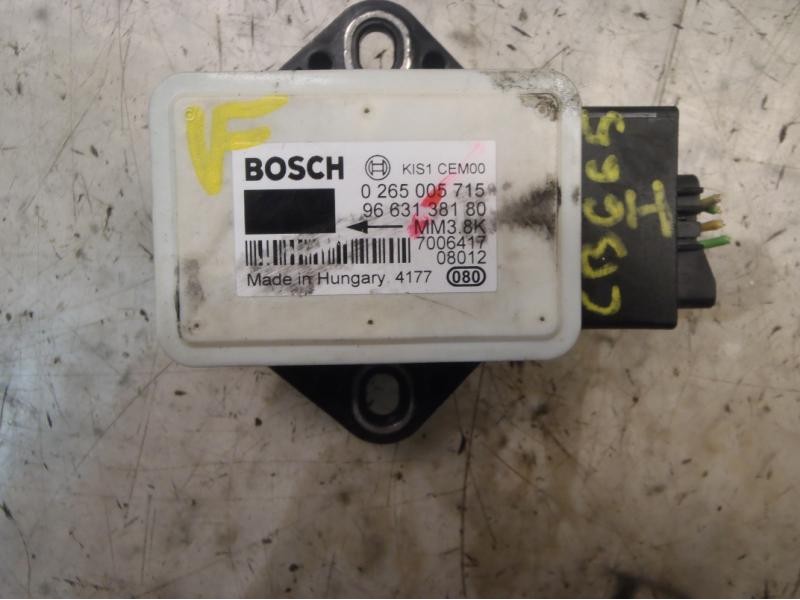 VF
BOSCH KIS1 CEM00
0 265 005 715
96 631 381 80
MM3.8K
7006417
08012
Made in Hungary 4177 080